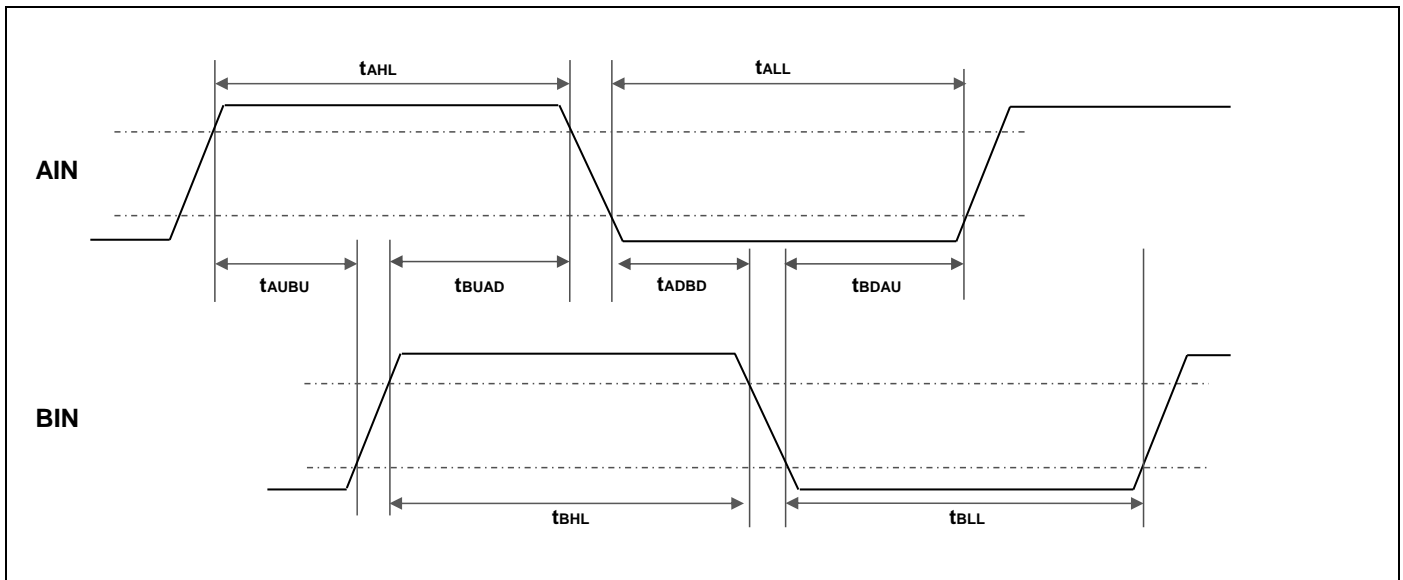 tAHL
tALL
AIN
tAUBU
tBUAD
tADBD
tBDAU
BIN
tBHL
tBLL